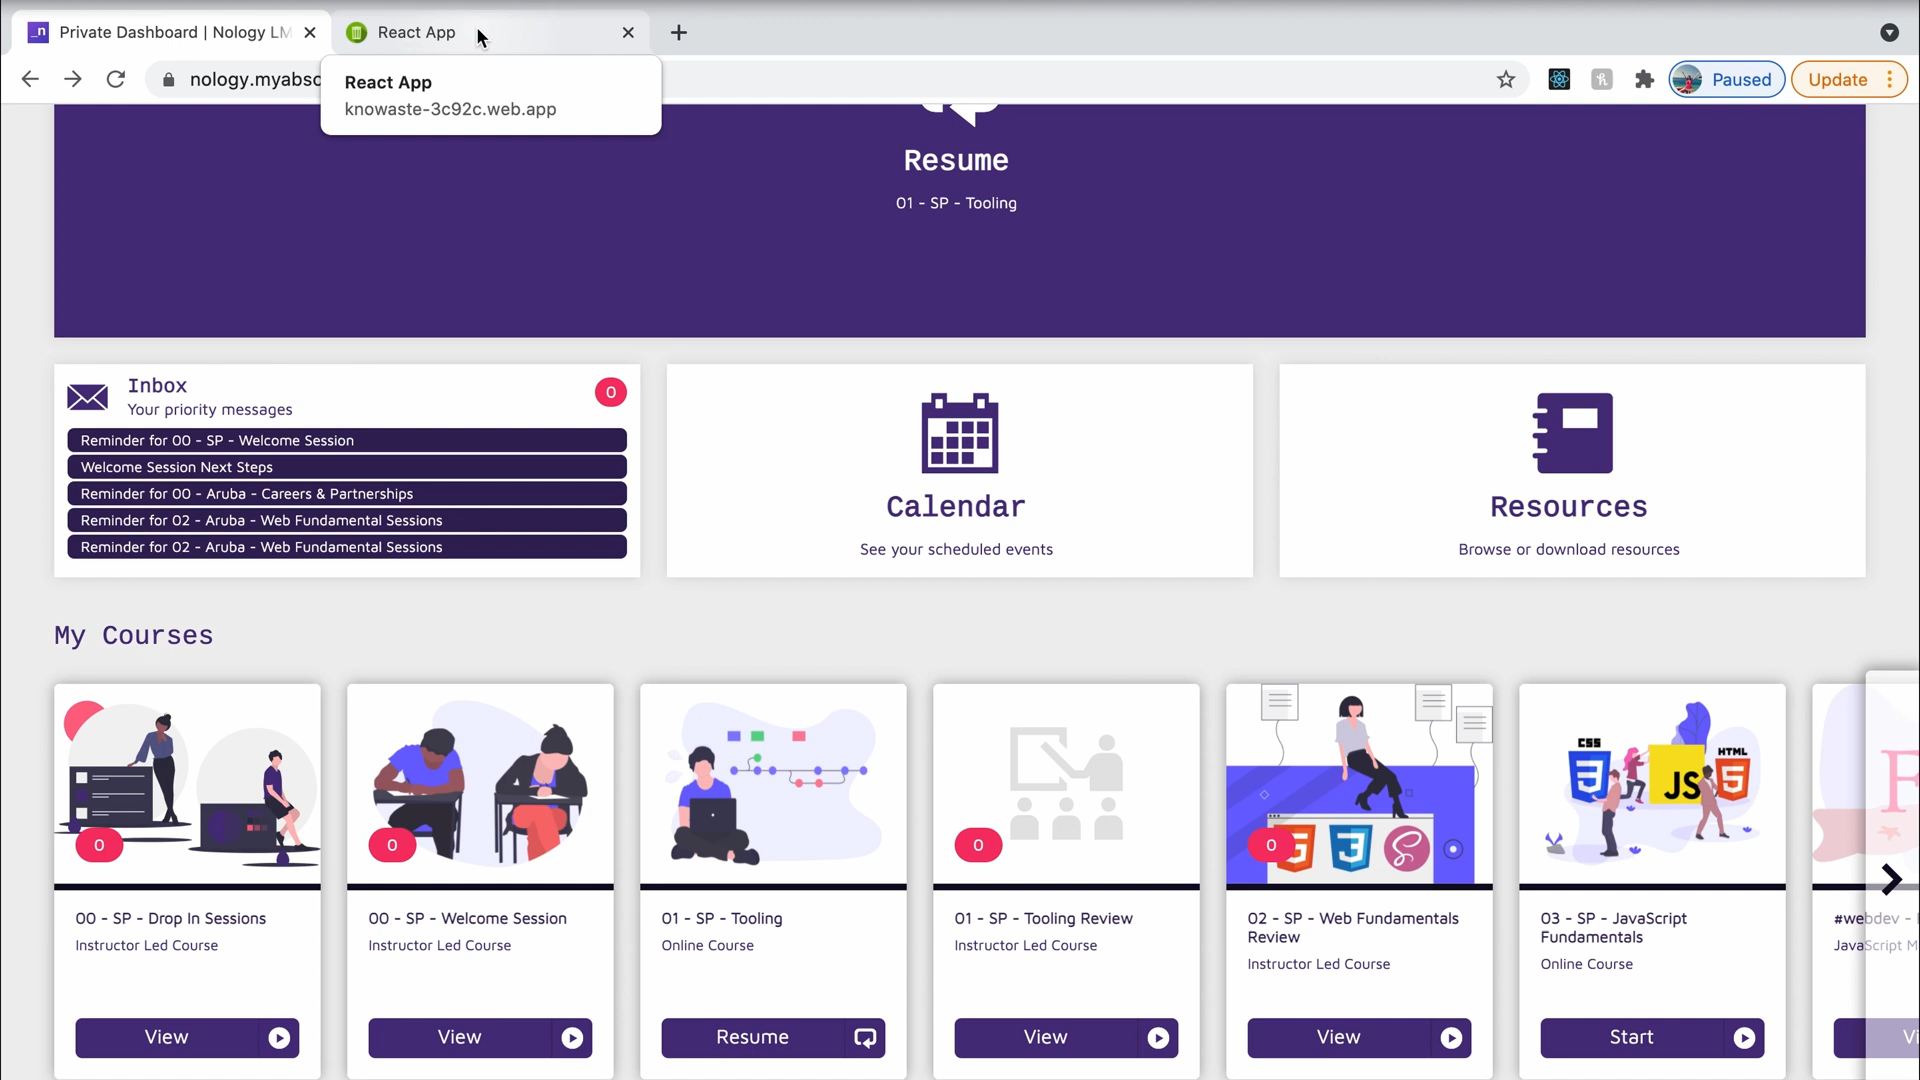 _n Private Dashboard | Nology LM
React App
nology.myabso
Paused
Update
React App
knowaste-3c92c.web.app
Resume
01 - SP - Tooling
Inbox
Your priority messages
0
Reminder for 00 - SP - Welcome Session
Welcome Session Next Steps
Reminder for 00 - Aruba - Careers & Partnerships
Reminder for 02 - Aruba - Web Fundamental Sessions
Reminder for 02 - Aruba - Web Fundamental Sessions
Calendar
See your scheduled events
Resources
Browse or download resources
My Courses
0
00 - SP - Drop In Sessions
Instructor Led Course
View
0
00 - SP - Welcome Session
Instructor Led Course
View
01 - SP - Tooling
Online Course
Resume
0
01 - SP - Tooling Review
Instructor Led Course
View
0
02 - SP - Web Fundamentals
Review
Instructor Led Course
View
CSS
3
JS
HTML
5
03 - SP - JavaScript
Fundamentals
Online Course
Start
F
#webdev -
JavaScript M
Vi